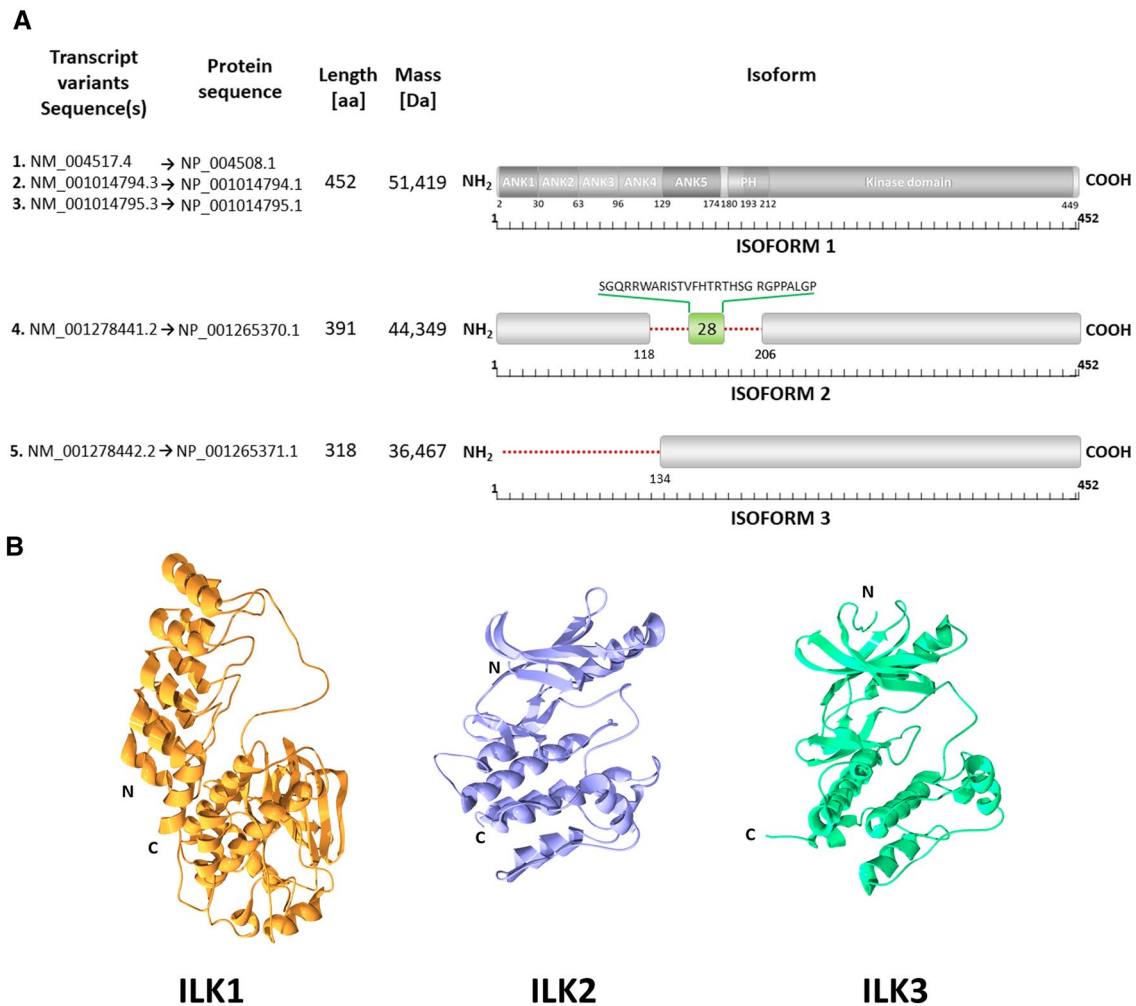 A
Transcript variants Sequence(s)
Protein sequence
Length [aa]
Mass [Da]
Isoform
1. NM_004517.4 → NP_004508.1
2. NM_001014794.3 → NP_001014794.1
3. NM_001014795.3 → NP_001014795.1
452
51,419
NH2
ANK1 ANK2 ANK3 ANK4 ANK5 PH Kinase domain
COOH
2 30 63 96 129 174 180 193 212 449
1 452
ISOFORM 1
SGQRRWARISTVFHTRTHSG RGPPALGP
4. NM_001278441.2 → NP_001265370.1
391
44,349
NH2
28
COOH
118 206
1 452
ISOFORM 2
5. NM_001278442.2 → NP_001265371.1
318
36,467
NH2
COOH
134
1 452
ISOFORM 3
B
N
C
N
C
N
C
ILK1
ILK2
ILK3